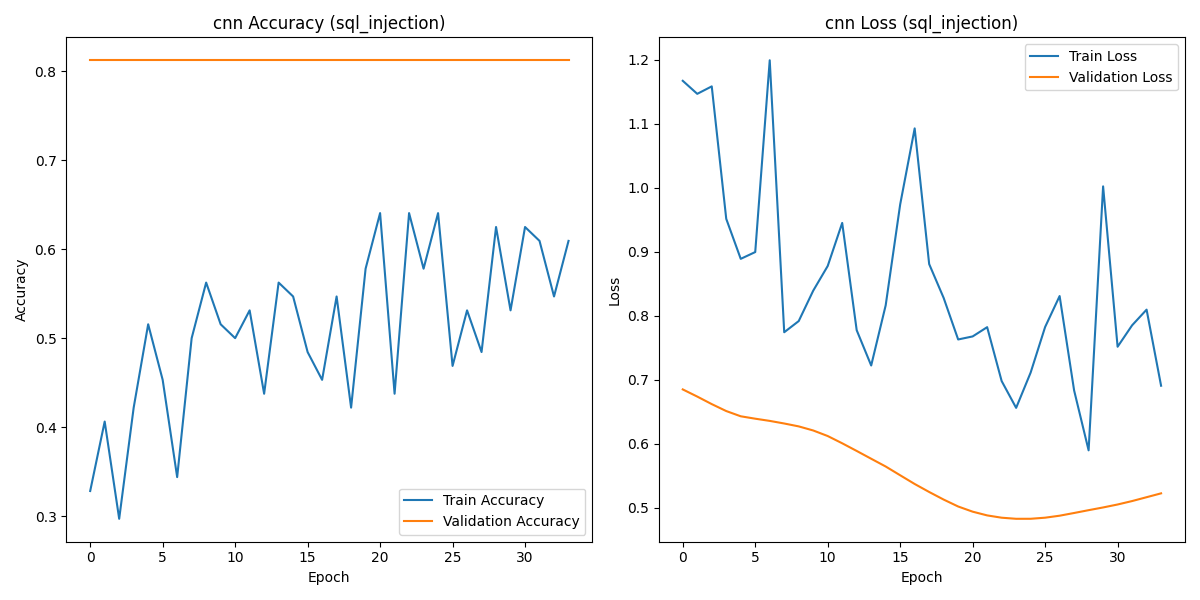 cnn Accuracy (sql_injection)
0.8
0.7
0.6
0.5
0.4
0.3
Accuracy
0
5
10
15
20
25
30
Epoch
Train Accuracy
Validation Accuracy
cnn Loss (sql_injection)
1.2
1.1
1.0
0.9
0.8
0.7
0.6
0.5
Loss
0
5
10
15
20
25
30
Epoch
Train Loss
Validation Loss